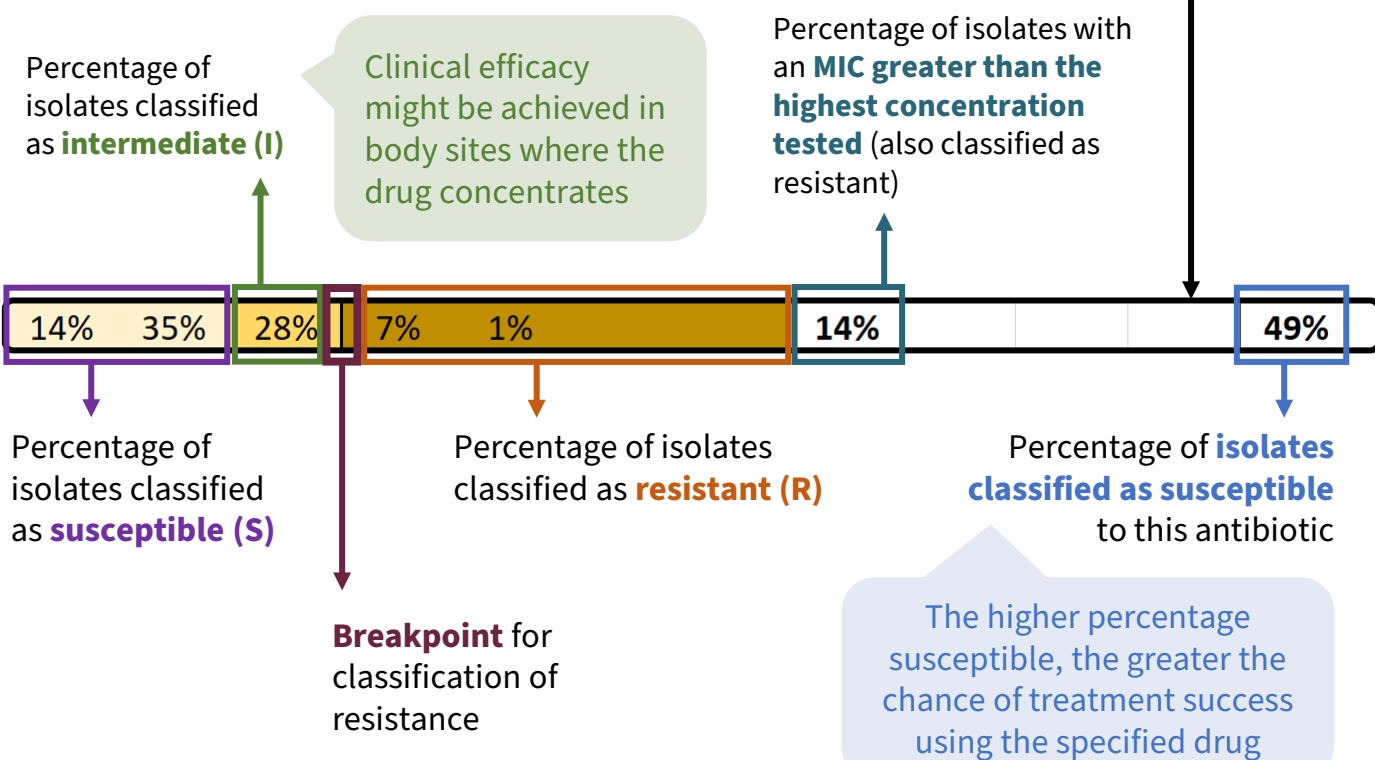 Percentage of
isolates classified
as intermediate (I)
Clinical efficacy
might be achieved in
body sites where the
drug concentrates
Percentage of isolates with
an MIC greater than the
highest concentration
tested (also classified as
resistant)
14% 35% 28% 7% 1% 14% 49%
Percentage of
isolates classified
as susceptible (S)
Breakpoint for
classification of
resistance
Percentage of isolates
classified as resistant (R)
Percentage of isolates
classified as susceptible
to this antibiotic
The higher percentage
susceptible, the greater the
chance of treatment success
using the specified drug